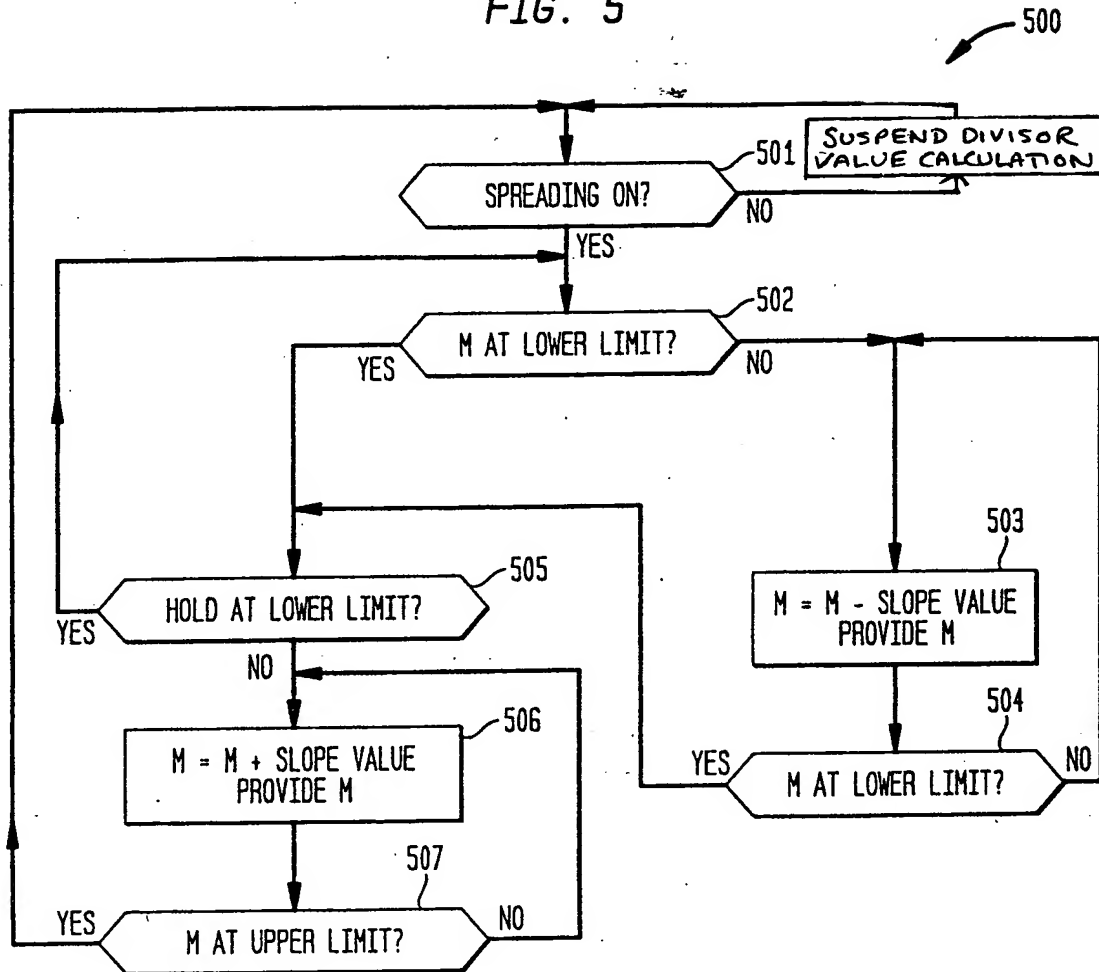 FIG. 5
500
SUSPEND DIVISOR
VALUE CALCULATION
501
SPREADING ON?
NO
YES
502
M AT LOWER LIMIT?
YES
NO
503
505
HOLD AT LOWER LIMIT?
YES
M = M - SLOPE VALUE
PROVIDE M
NO
506
504
M = M + SLOPE VALUE
PROVIDE M
YES
M AT LOWER LIMIT?
NO
507
YES
M AT UPPER LIMIT?
NO